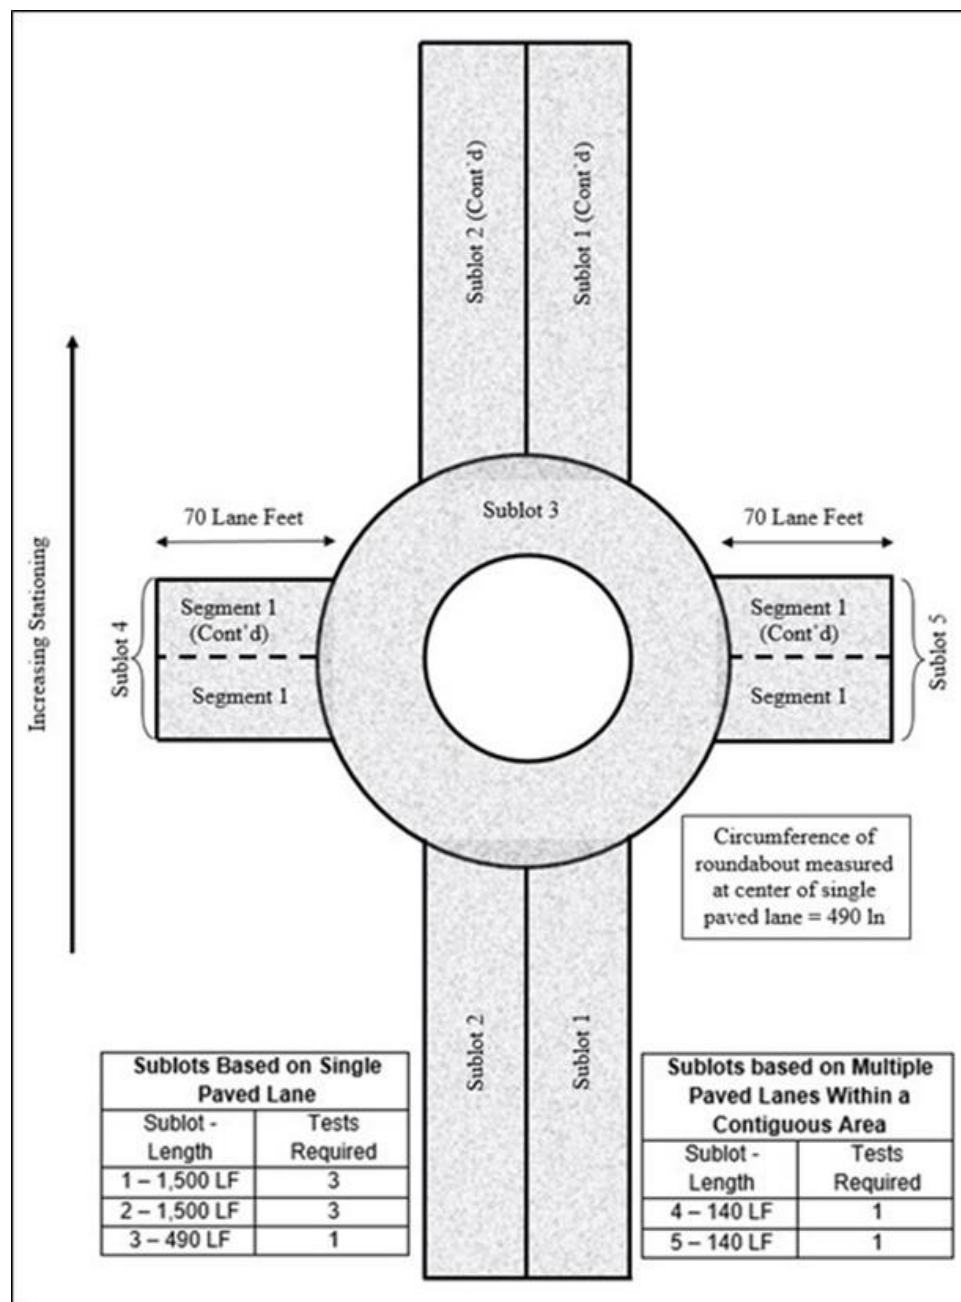 Sublot 2 (Cont'd)
Sublot 1 (Cont'd)
Increasing Stationing
70 Lane Feet
Sublot 3
70 Lane Feet
Sublot 4
Segment 1
(Cont'd)
Segment 1
Segment 1
(Cont'd)
Segment 1
Sublot 5
Circumference of
roundabout measured
at center of single
paved lane = 490 ln
Sublot 2
Sublot 1
Sublots Based on Single
Paved Lane
Sublot -
Length
Tests
Required
1 – 1,500 LF
3
2 – 1,500 LF
3
3 – 490 LF
1
Sublots based on Multiple
Paved Lanes Within a
Contiguous Area
Sublot -
Length
Tests
Required
4 – 140 LF
1
5 – 140 LF
1